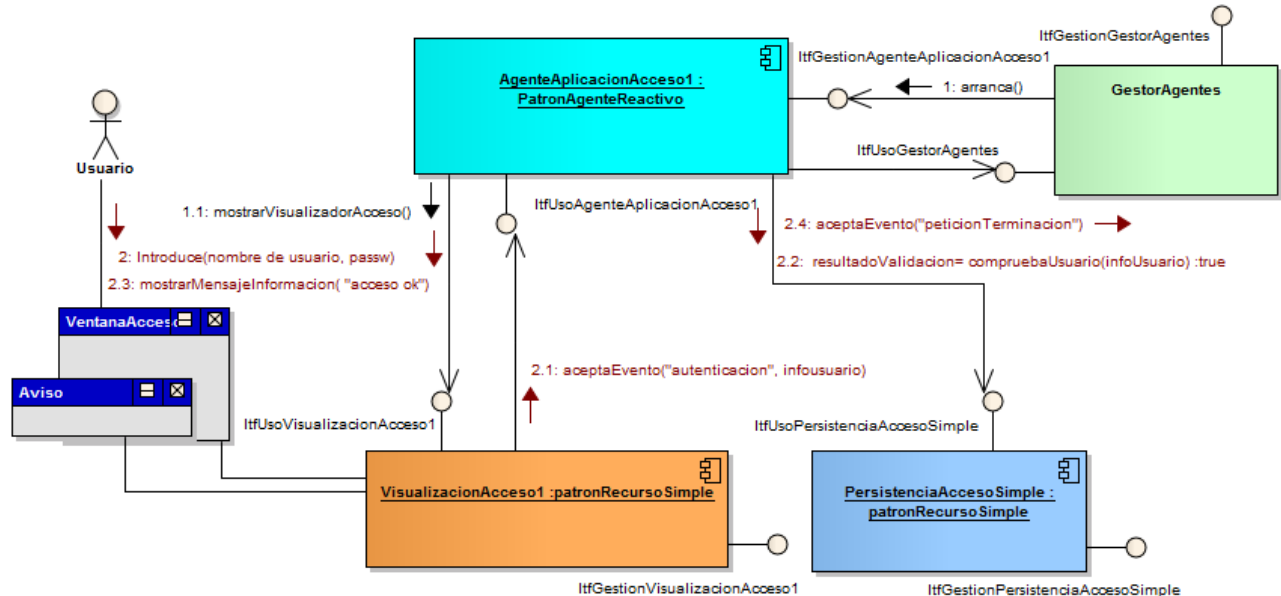 ItfGestionGestorAgentes
ItfGestionAgenteAplicacionAcceso1
AgenteAplicacionAcceso1 :
PatronAgenteReactivo
1: arranca()
GestorAgentes
ItfUsoGestorAgentes
Usuario
1.1: mostrarVisualizadorAcceso()
ItfUsoAgenteAplicacionAcceso1
2.4: aceptaEvento("peticionTerminacion")
2: Introduce(nombre de usuario, passw)
2.2: resultadoValidacion= compruebaUsuario(infoUsuario) :true
2.3: mostrarMensajeInformacion( "acceso ok")
VentanaAcceso
2.1: aceptaEvento("autenticacion", infousuario)
Aviso
ItfUsoVisualizacionAcceso1
ItfUsoPersistenciaAccesoSimple
VisualizacionAcceso1 :patronRecursoSimple
PersistenciaAccesoSimple :
patronRecursoSimple
ItfGestionVisualizacionAcceso1
ItfGestionPersistenciaAccesoSimple